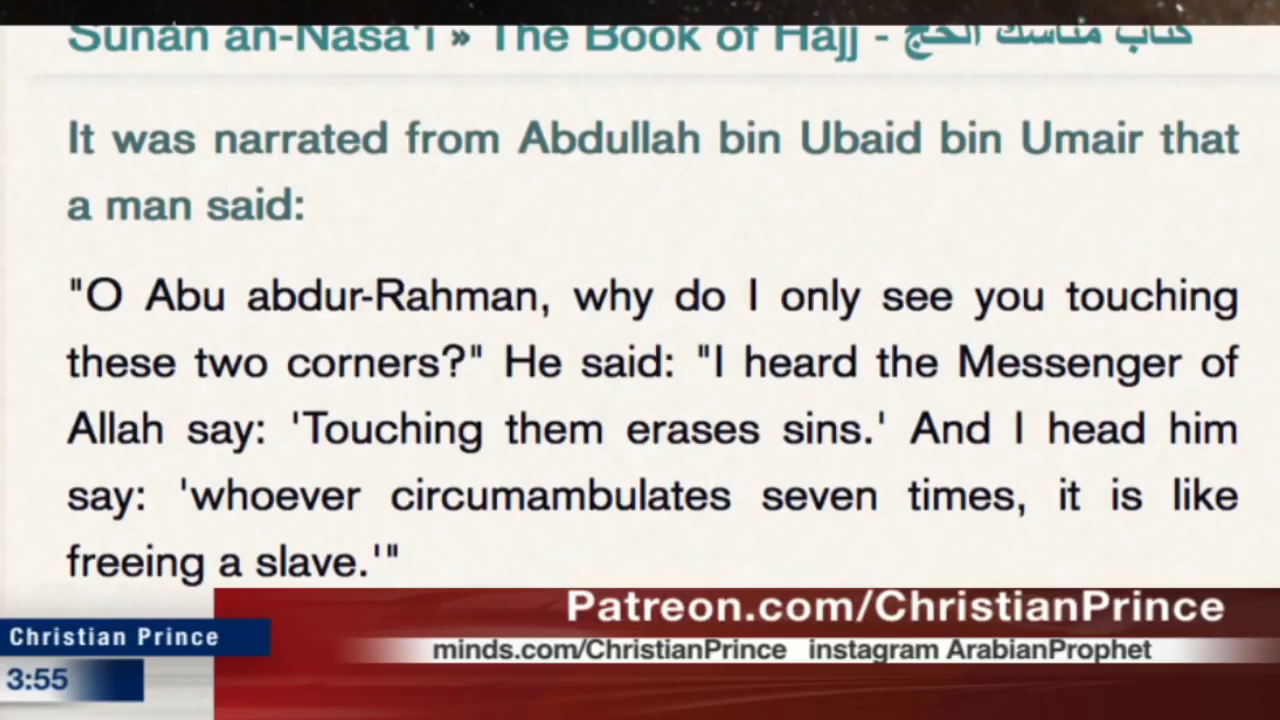 Sunan an-Nasa'i » The Book of Hajj - كتاب مناسك الحج
It was narrated from Abdullah bin Ubaid bin Umair that
a man said:
"O Abu abdur-Rahman, why do I only see you touching
these two corners?" He said: "I heard the Messenger of
Allah say: 'Touching them erases sins.' And I head him
say: 'whoever circumambulates seven times, it is like
freeing a slave.'"
Patreon.com/ChristianPrince
Christian Prince
minds.com/ChristianPrince instagram ArabianProphet
3:55